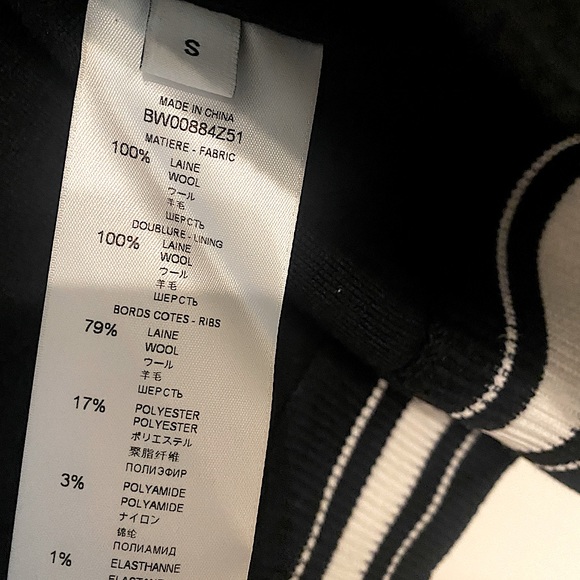 S
MADE IN CHINA
BW00884Z51
MATIERE - FABRIC
100% LAINE
WOOL
ウール
羊毛
ШЕРСТЬ
DOUBLURE - LINING
100% LAINE
WOOL
ウール
羊毛
ШЕРСТЬ
BORDS COTES - RIBS
79% LAINE
WOOL
ウール
羊毛
ШЕРСТЬ
17% POLYESTER
POLYESTER
ポリエステル
聚脂纤维
ПОЛИЭФИР
3% POLYAMIDE
POLYAMIDE
ナイロン
锦纶
ПОЛИАМИД
1% ELASTHANNE